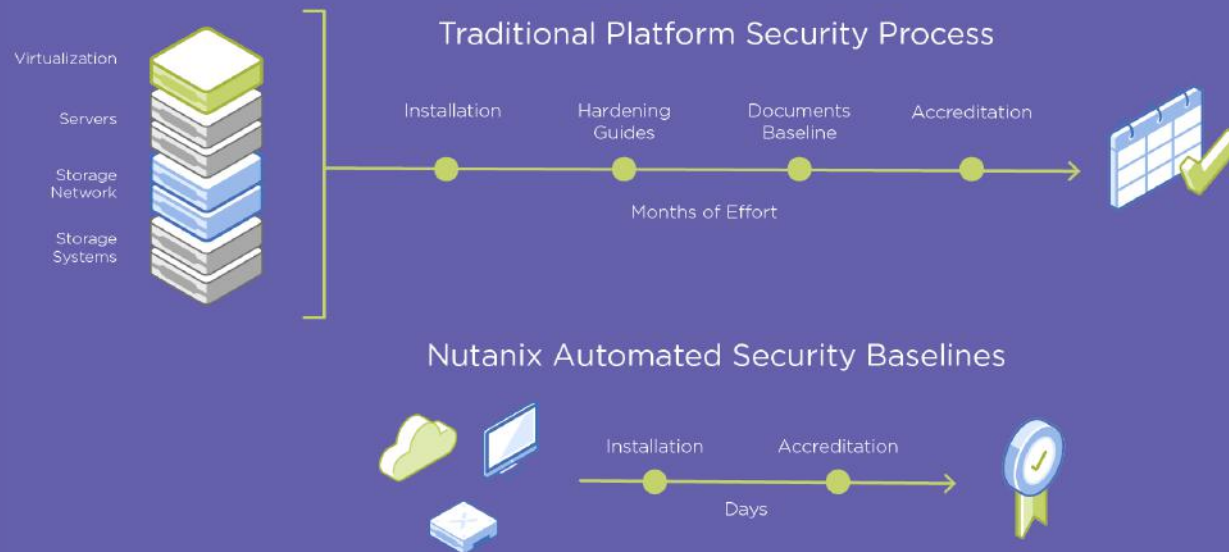 Traditional Platform Security Process
Virtualization
Servers
Storage
Network
Storage
Systems
Installation
Hardening
Guides
Documents
Baseline
Accreditation
Months of Effort
Nutanix Automated Security Baselines
Installation
Accreditation
Days